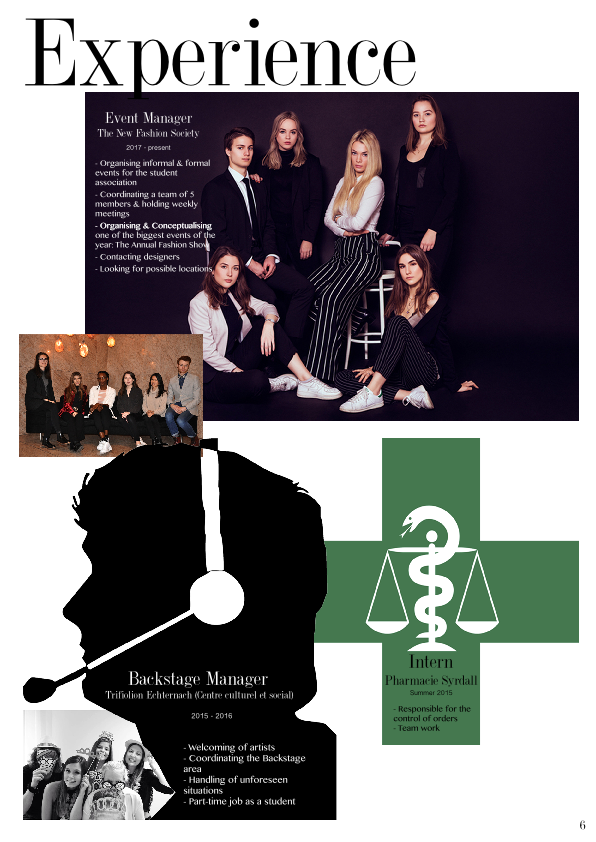 Experience
Event Manager
The New Fashion Society
2017 - present
- Organising informal & formal
events for the student
association
- Coordinating a team of 5
members & holding weekly
meetings
- Organising & Conceptualising
one of the biggest events of the
year: The Annual Fashion Show
- Contacting designers
- Looking for possible locations
Backstage Manager
Trifiolion Echternach (Centre culturel et social)
2015 - 2016
- Welcoming of artists
- Coordinating the Backstage
area
- Handling of unforeseen
situations
- Part-time job as a student
Intern
Pharmacie Syrdall
Summer 2015
- Responsible for the
control of orders
- Team work
6